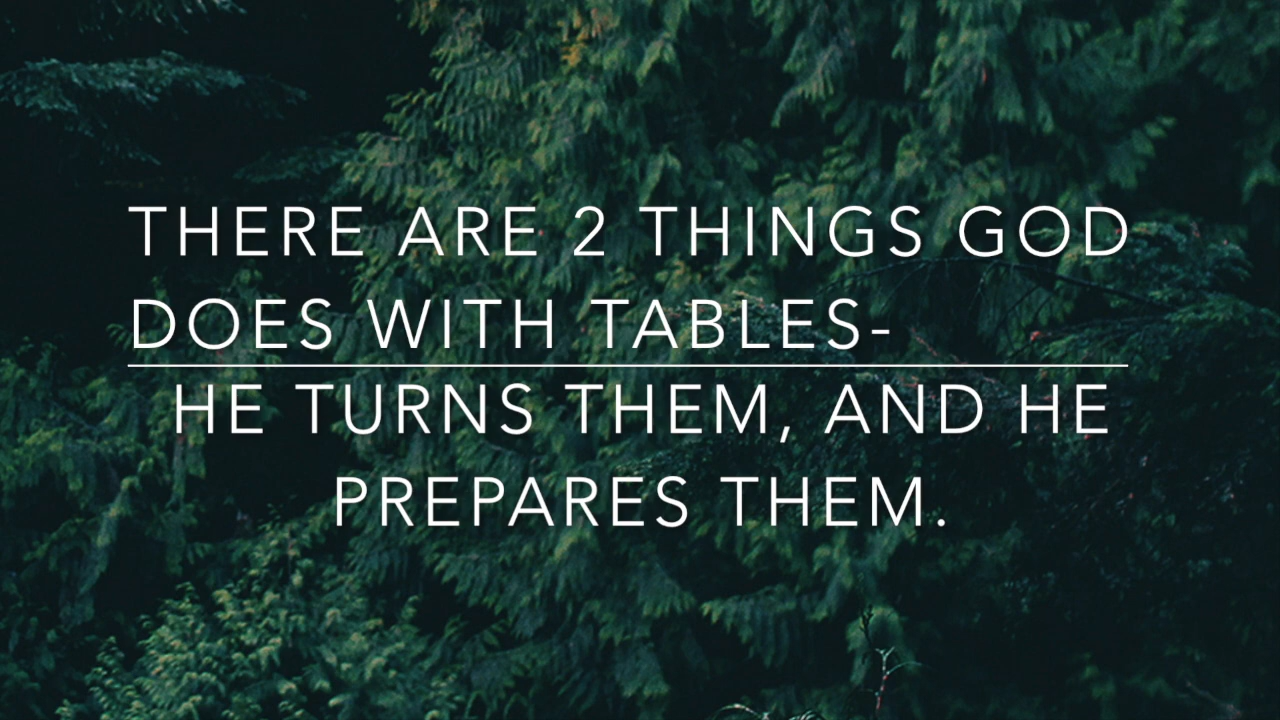 THERE ARE 2 THINGS GOD
DOES WITH TABLES-
HE TURNS THEM, AND HE
PREPARES THEM.